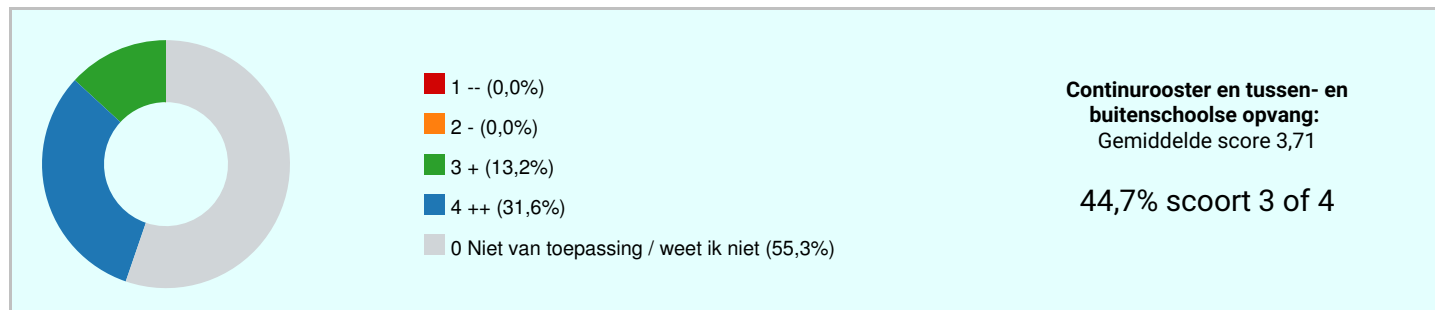 1 -- (0,0%)
2 - (0,0%)
3 + (13,2%)
4 ++ (31,6%)
0 Niet van toepassing / weet ik niet (55,3%)
Continurooster en tussen- en
buitenschoolse opvang:
Gemiddelde score 3,71
44,7% scoort 3 of 4